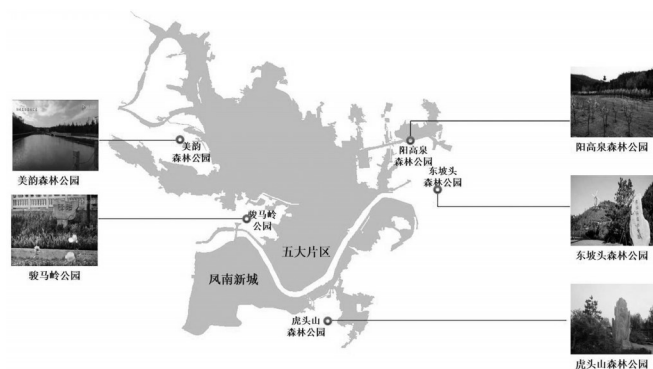 美韵森林公园
骏马岭公园
美韵
森林公园
骏马岭
公园
五大片区
凤南新城
虎头山
森林公园
阳高泉
森林公园
东坡头
森林公园
阳高泉森林公园
东坡头森林公园
虎头山森林公园